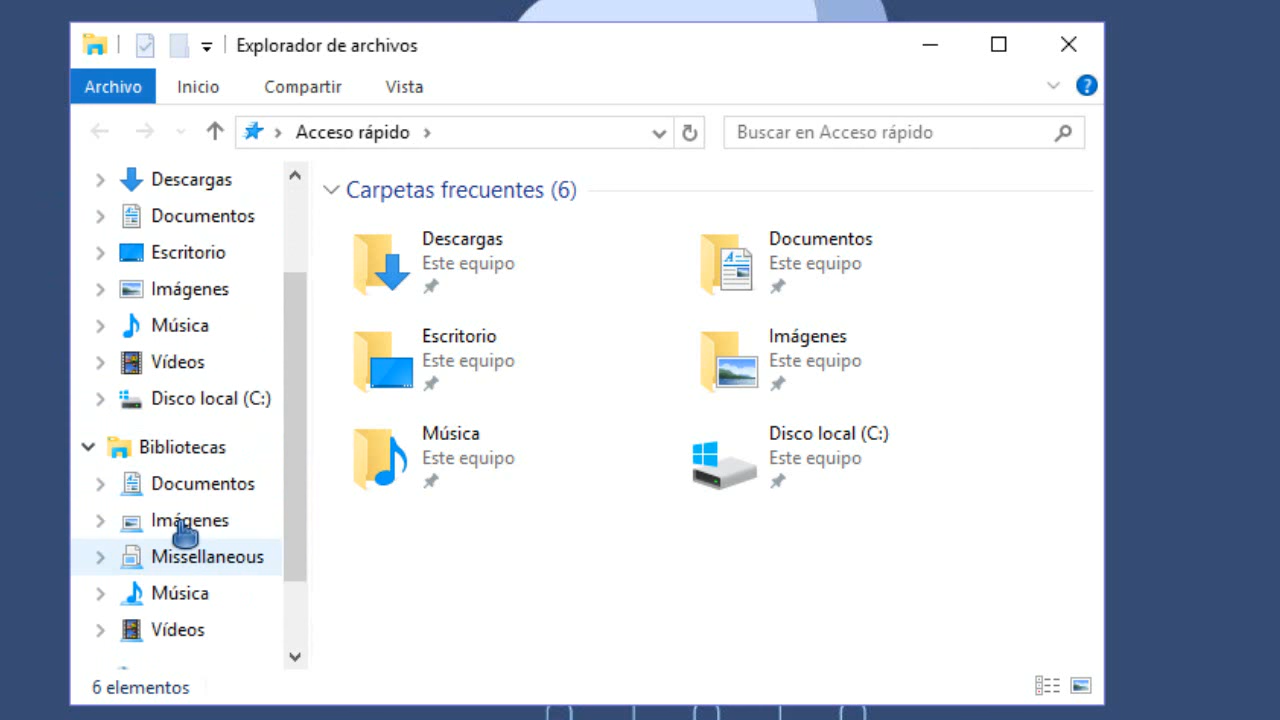 Explorador de archivos
Archivo Inicio Compartir Vista
Acceso rápido
Buscar en Acceso rápido
Descargas
Documentos
Escritorio
Imágenes
Música
Vídeos
Disco local (C:)
Bibliotecas
Documentos
Imágenes
Missellaneous
Música
Vídeos
Carpetas frecuentes (6)
Descargas
Este equipo
Documentos
Este equipo
Escritorio
Este equipo
Imágenes
Este equipo
Música
Este equipo
Disco local (C:)
Este equipo
6 elementos